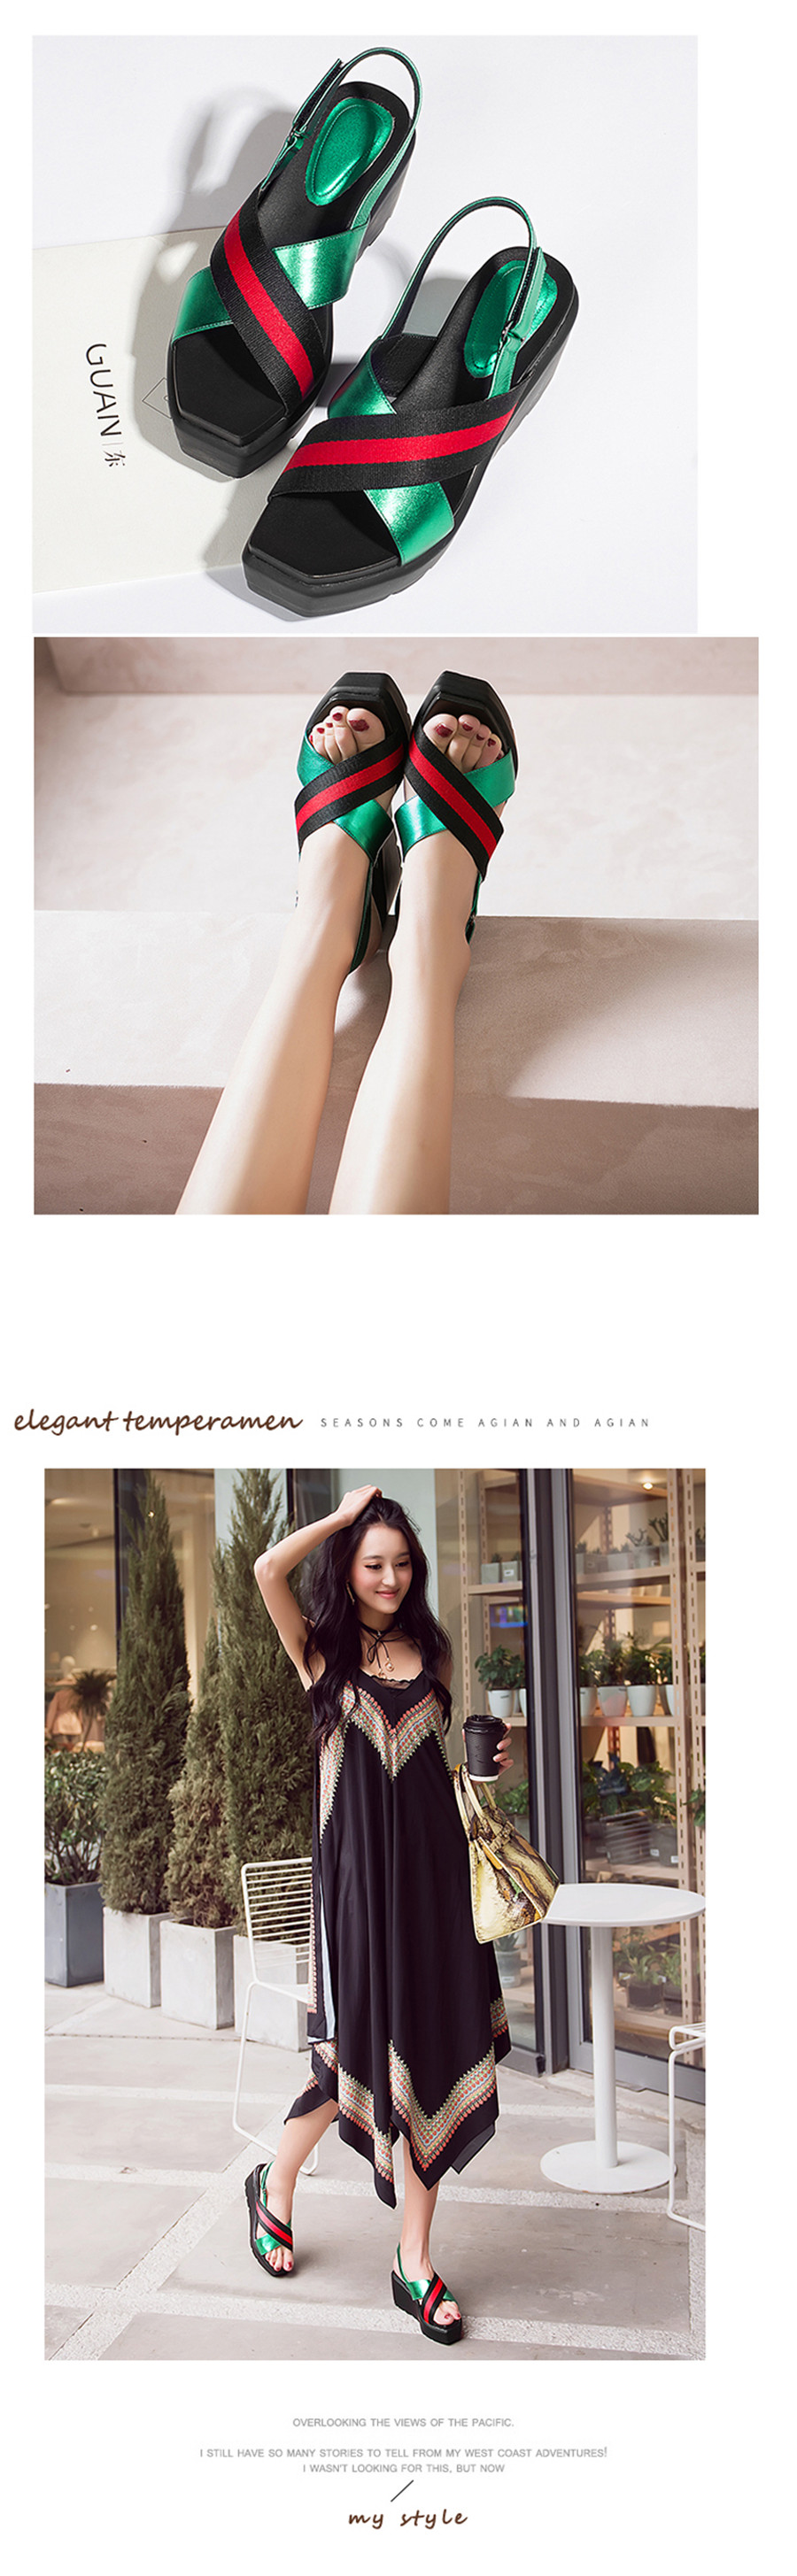 GUAN|东
elegant temperamen SEASONS COME AGIAN AND AGIAN
OVERLOOKING THE VIEWS OF THE PACIFIC.
I STILL HAVE SO MANY STORIES TO TELL FROM MY WEST COAST ADVENTURES!
I WASN'T LOOKING FOR THIS, BUT NOW
my style